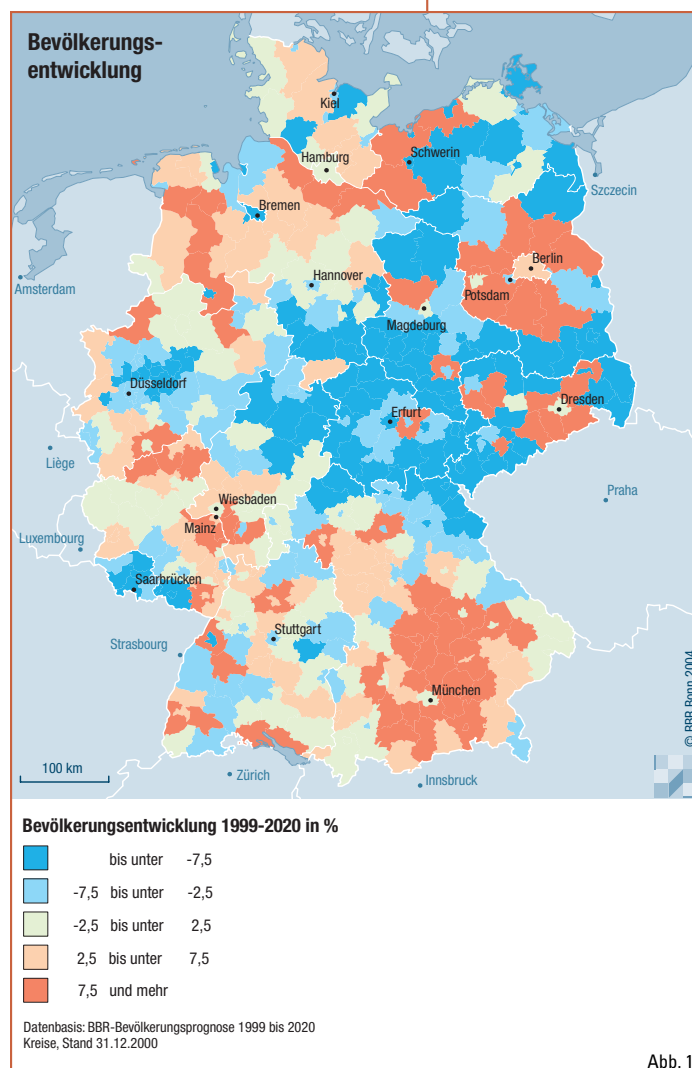 Bevölkerungs-
entwicklung
Kiel
Hamburg
Schwerin
Szczecin
Bremen
Berlin
Amsterdam
Hannover
Potsdam
Magdeburg
Düsseldorf
Erfurt
Dresden
Liège
Praha
Wiesbaden
Mainz
Luxembourg
Saarbrücken
Stuttgart
Strasbourg
München
100 km
Zürich
Innsbruck
© BBR Bonn 2004
Bevölkerungsentwicklung 1999-2020 in %
bis unter -7,5
-7,5 bis unter -2,5
-2,5 bis unter 2,5
2,5 bis unter 7,5
7,5 und mehr
Datenbasis: BBR-Bevölkerungsprognose 1999 bis 2020
Kreise, Stand 31.12.2000
Abb. 1